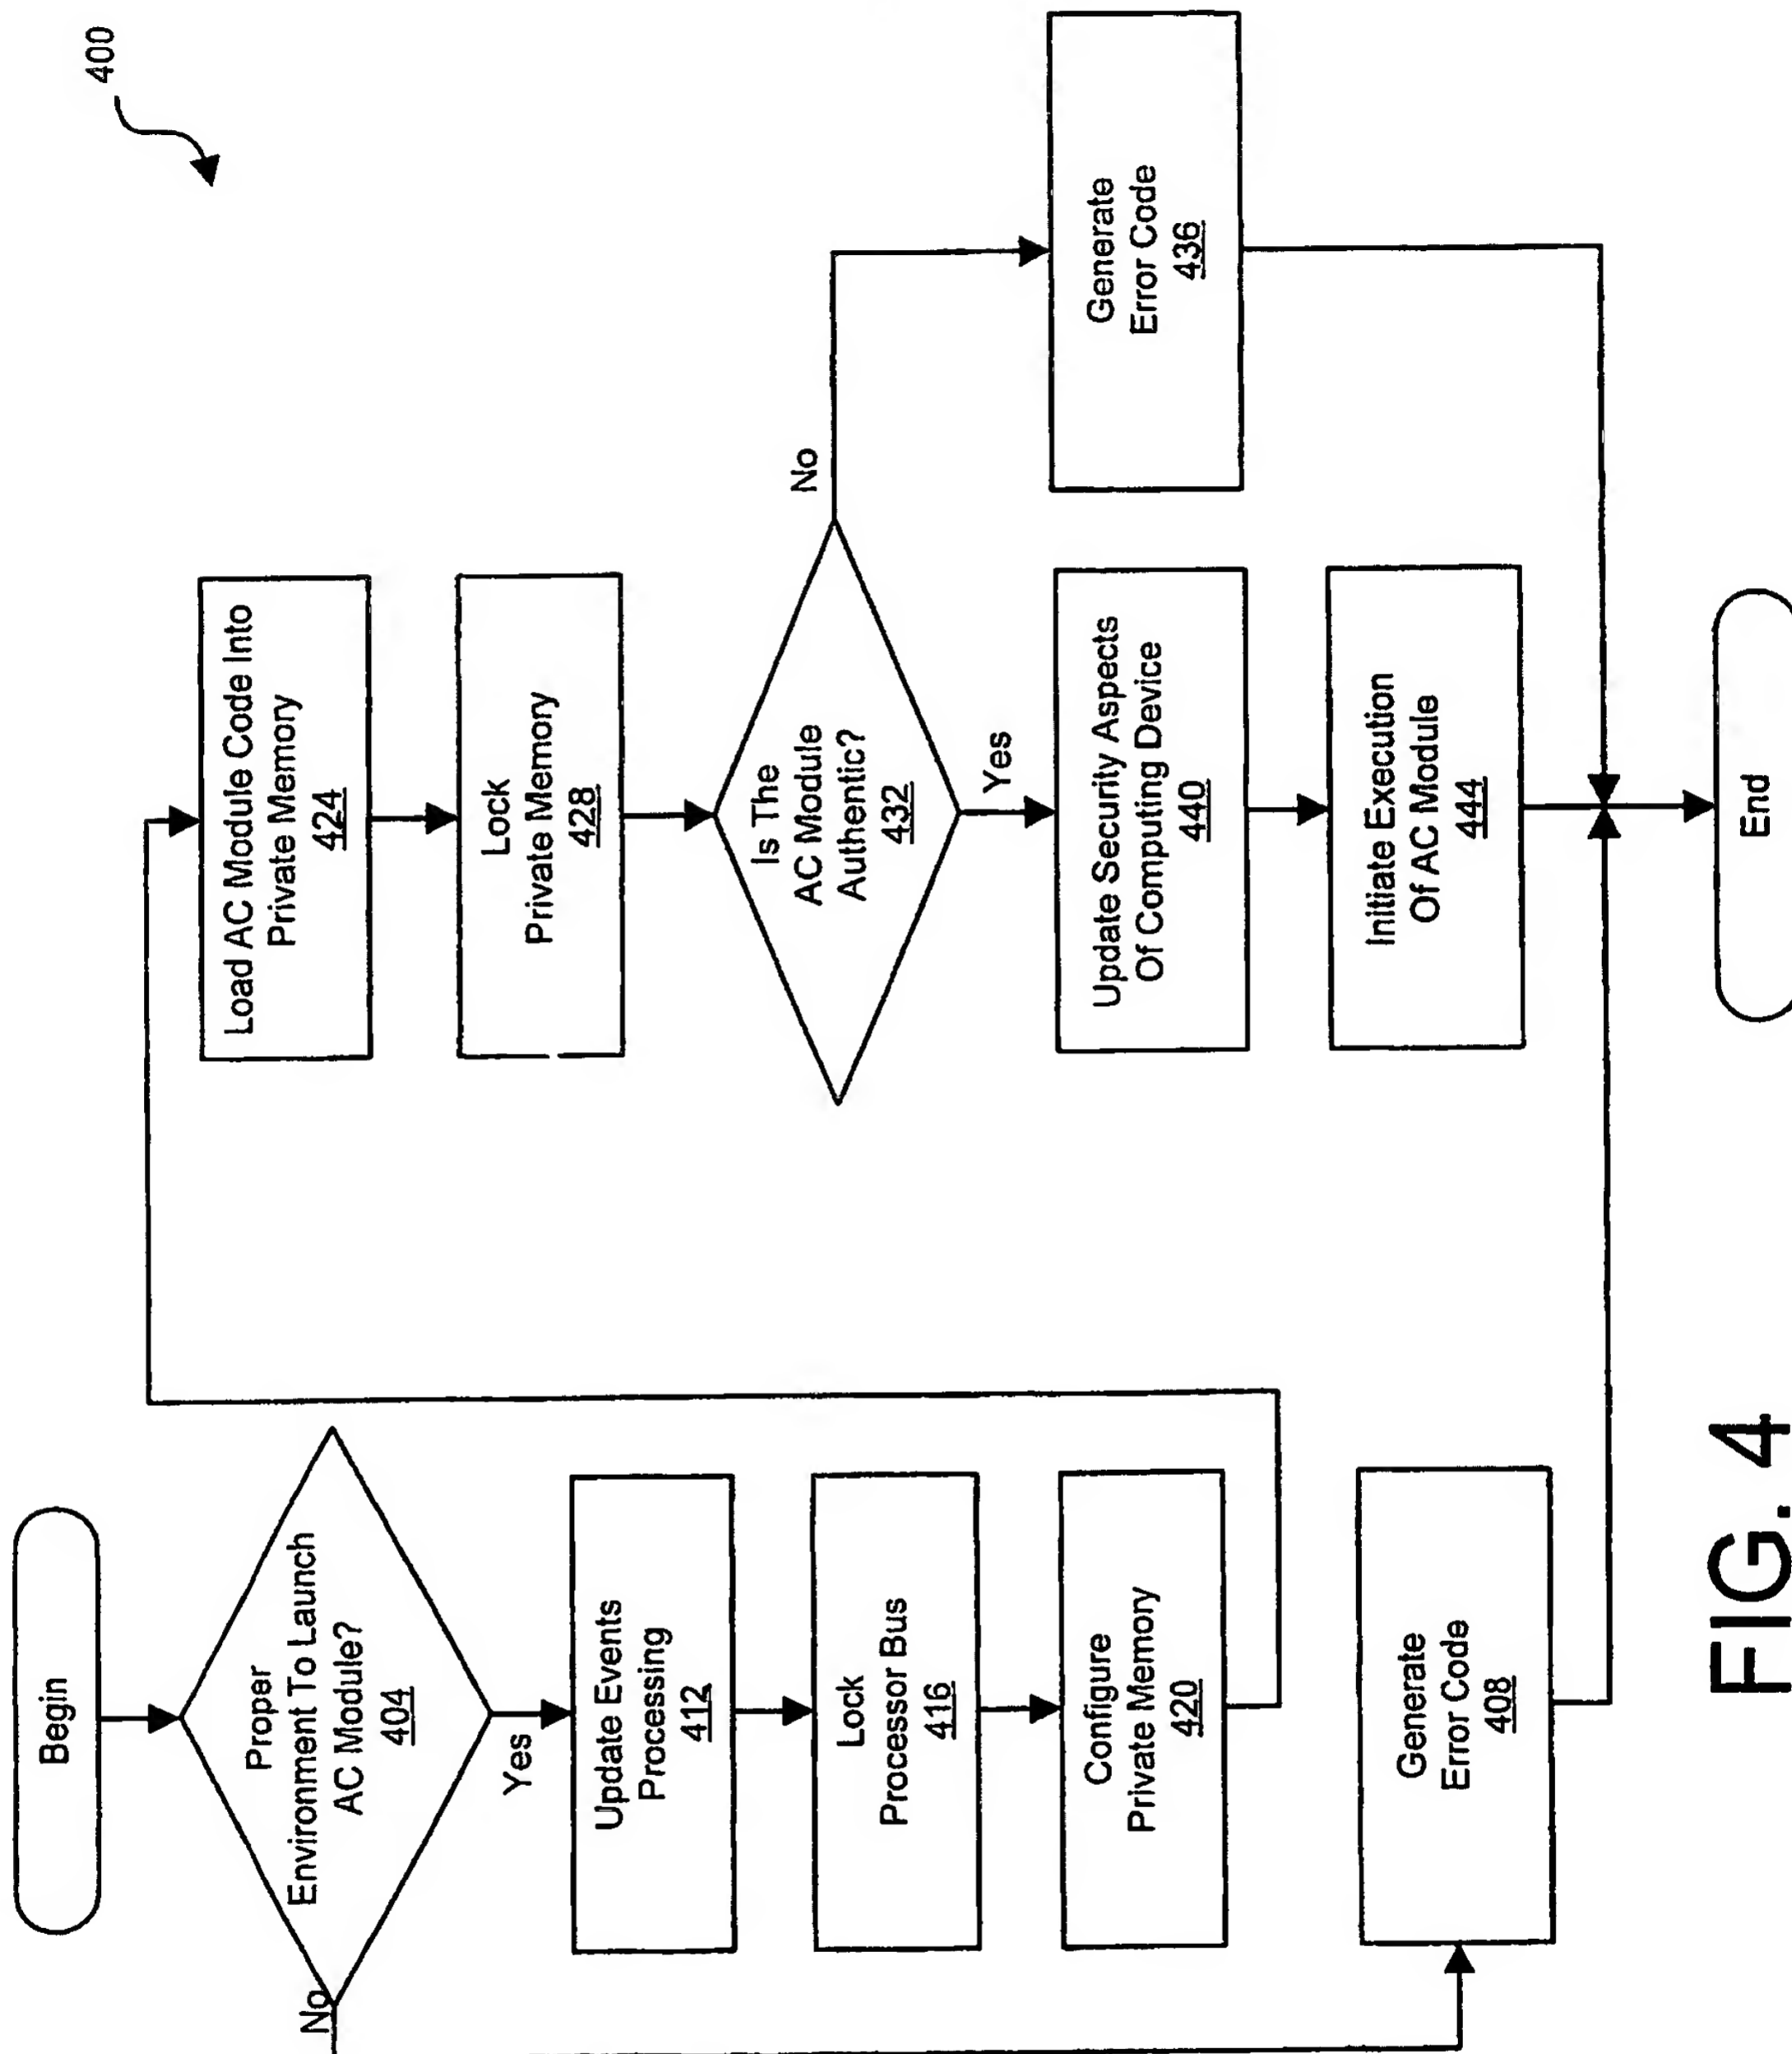 400
Begin
Proper
Environment To Launch
AC Module?
404
No
Yes
Update Events
Processing
412
Lock
Processor Bus
416
Configure
Private Memory
420
Generate
Error Code
408
Load AC Module Code Into
Private Memory
424
Lock
Private Memory
428
Is The
AC Module
Authentic?
432
No
Yes
Generate
Error Code
436
Update Security Aspects
Of Computing Device
440
Initiate Execution
Of AC Module
444
End
FIG. 4